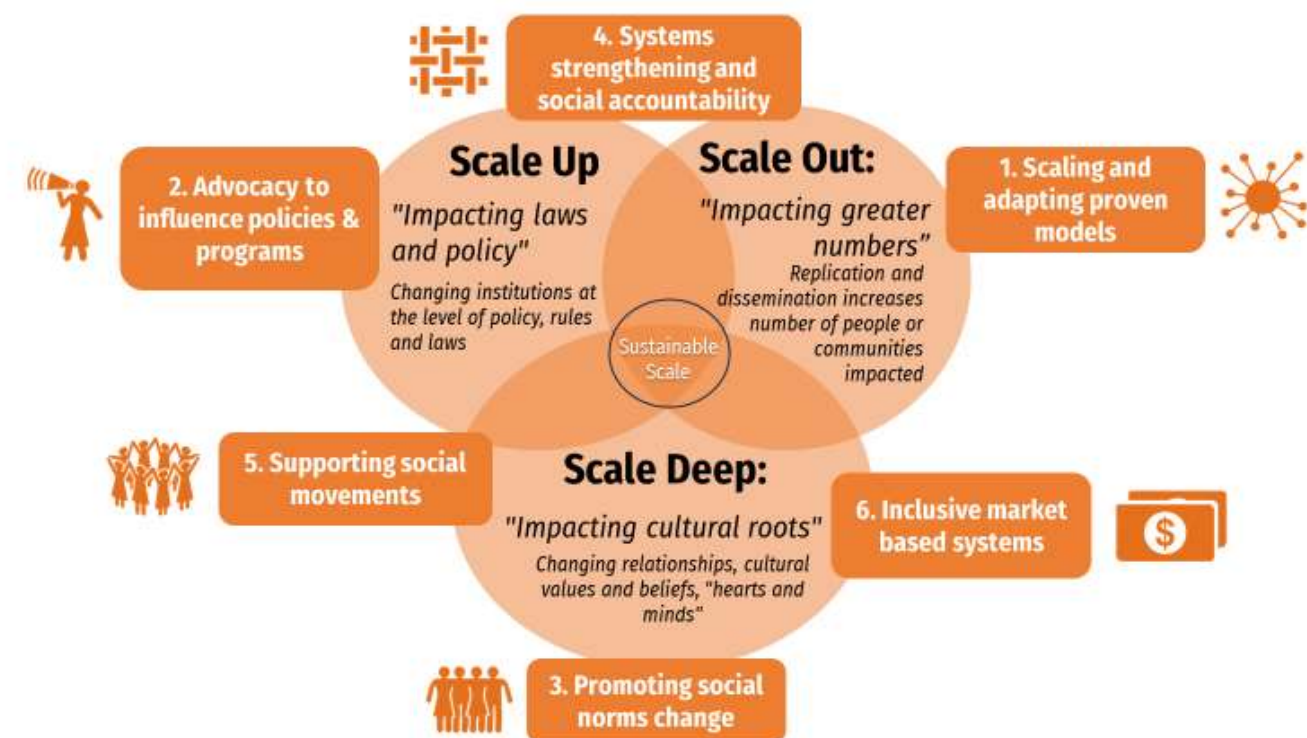 4. Systems
strengthening and
social accountability
Scale Up
"Impacting laws
and policy"
Changing institutions at
the level of policy, rules
and laws
Scale Out:
"Impacting greater
numbers”
Replication and
dissemination increases
number of people or
communities
impacted
2. Advocacy to
influence policies &
programs
1. Scaling and
adapting proven
models
Sustainable
Scale
5. Supporting social
movements
Scale Deep:
"Impacting cultural roots"
Changing relationships, cultural
values and beliefs, "hearts and
minds"
6. Inclusive market
based systems
$
3. Promoting social
norms change